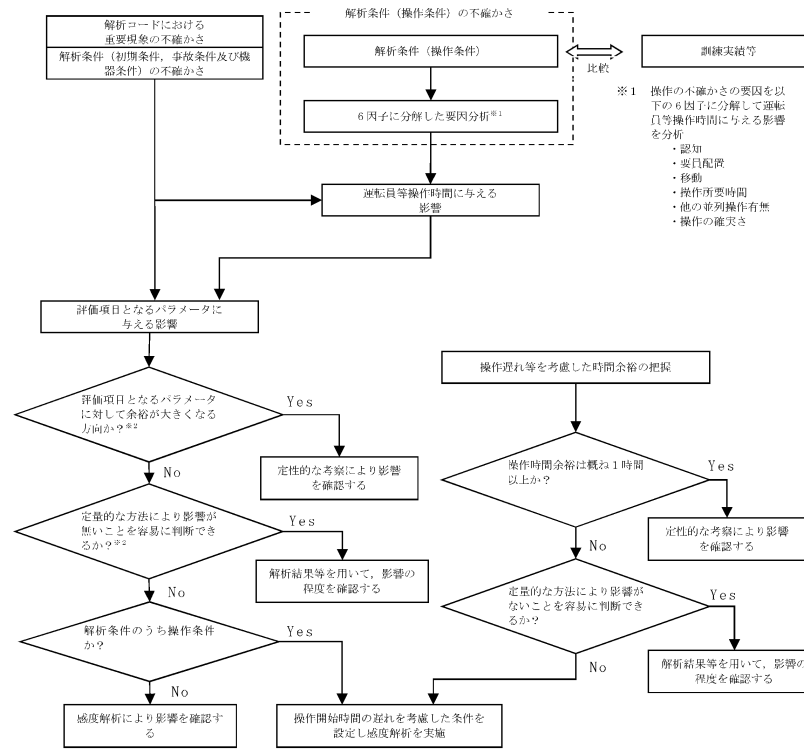 解析コードにおける
重要現象の不確かさ
解析条件（初期条件，事故条件及び機
器条件）の不確かさ
解析条件（操作条件）の不確かさ
解析条件（操作条件）
比較
訓練実績等
6因子に分解した要因分析※1
※1 操作の不確かさの要因を以
下の6因子に分解して運転
員等操作時間に与える影響
を分析
・認知
・要員配置
・移動
・操作所要時間
・他の並列操作有無
・操作の確実さ
運転員等操作時間に与える
影響
評価項目となるパラメータに
与える影響
評価項目となるパラメータ
に対して余裕が大きくなる
方向か？※2
Yes
定性的な考察により影響
を確認する
No
定量的な方法により影響が
無いことを容易に判断でき
るか？※2
Yes
解析結果等を用いて，影響の
程度を確認する
No
解析条件のうち操作条件
か？
Yes
No
感度解析により影響を確認す
る
操作遅れ等を考慮した時間余裕の把握
操作時間余裕は概ね1時間
以上か？
Yes
定性的な考察により影響
を確認する
No
定量的な方法により影響が
ないことを容易に判断でき
るか？
Yes
解析結果等を用いて，影響の
程度を確認する
No
操作開始時間の遅れを考慮した条件を
設定し感度解析を実施